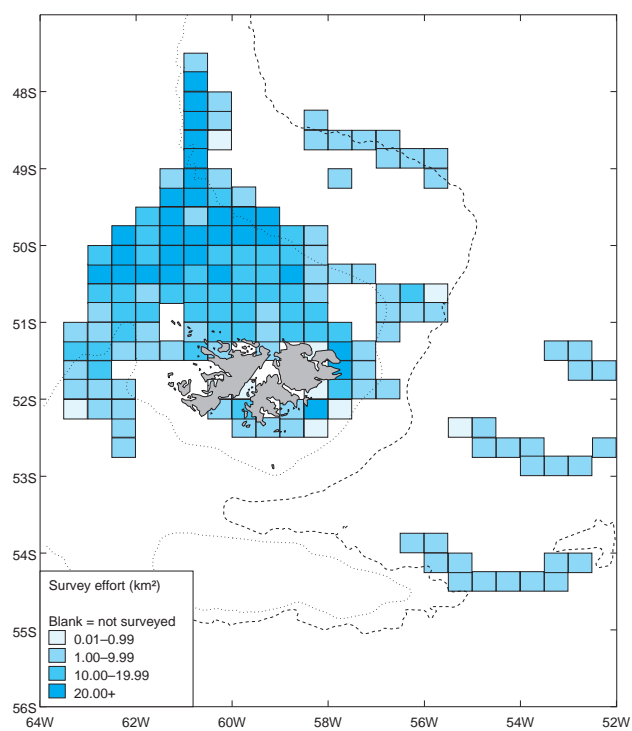 48S
49S
50S
51S
52S
53S
54S
55S
56S
Survey effort (km²)
Blank = not surveyed
0.01–0.99
1.00–9.99
10.00–19.99
20.00+
64W 62W 60W 58W 56W 54W 52W